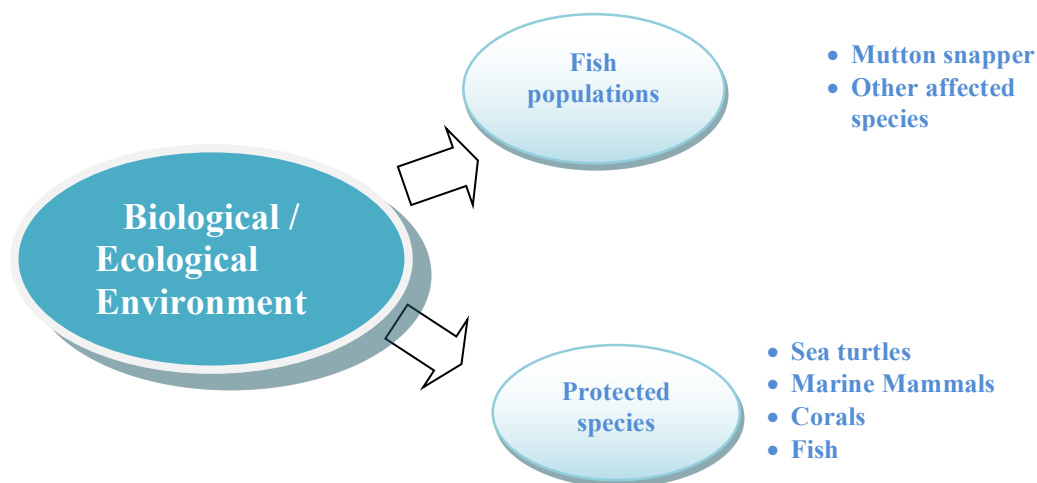 Fish
populations
• Mutton snapper
• Other affected
species
Biological /
Ecological
Environment
Protected
species
• Sea turtles
• Marine Mammals
• Corals
• Fish